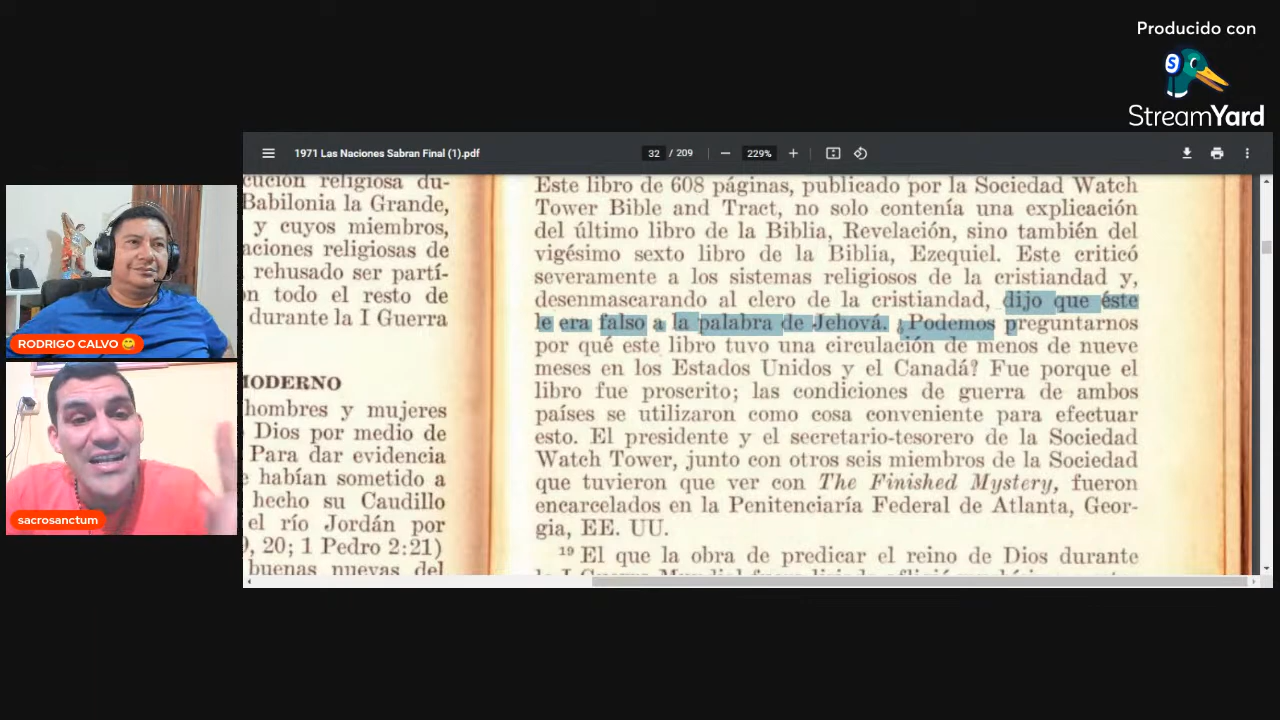 Producido con
StreamYard
1971 Las Naciones Sabran Final (1).pdf
32 / 209
229%
cución religiosa du-
Babilonia la Grande,
y cuyos miembros,
aciones religiosas de
rehusado ser partí-
n todo el resto de
durante la I Guerra
MODERNO
hombres y mujeres
Dios por medio de
Para dar evidencia
e habían sometido a
hecho su Caudillo
el río Jordán por
, 20; 1 Pedro 2:21)
buenas nuevas del
Este libro de 608 páginas, publicado por la Sociedad Watch
Tower Bible and Tract, no solo contenía una explicación
del último libro de la Biblia, Revelación, sino también del
vigésimo sexto libro de la Biblia, Ezequiel. Este criticó
severamente a los sistemas religiosos de la cristiandad y,
desenmascarando al clero de la cristiandad, dijo que éste
le era falso a la palabra de Jehová. ¿Podemos preguntarnos
por qué este libro tuvo una circulación de menos de nueve
meses en los Estados Unidos y el Canadá? Fue porque el
libro fue proscrito; las condiciones de guerra de ambos
países se utilizaron como cosa conveniente para efectuar
esto. El presidente y el secretario-tesorero de la Sociedad
Watch Tower, junto con otros seis miembros de la Sociedad
que tuvieron que ver con The Finished Mystery, fueron
encarcelados en la Penitenciaría Federal de Atlanta, Geor-
gia, EE. UU.
19 El que la obra de predicar el reino de Dios durante
RODRIGO CALVO 😋
sacrosanctum